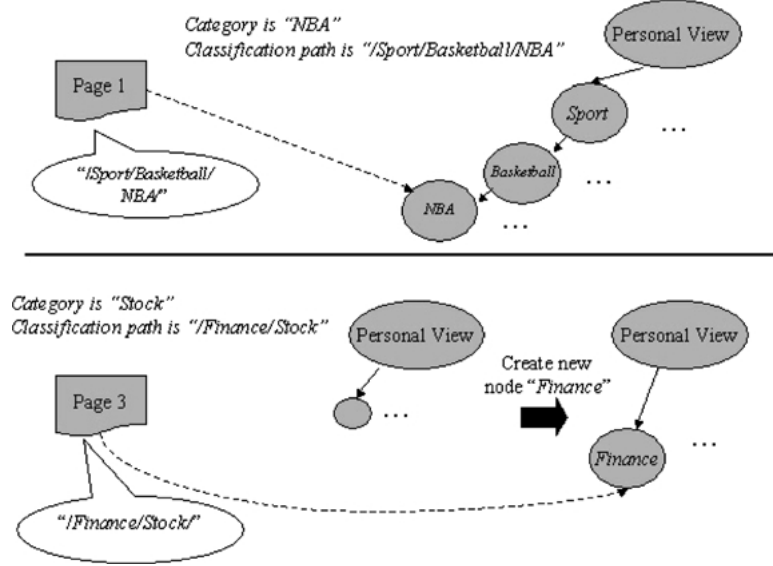 Category is “NBA”
Classification path is “/Sport/Basketball/NBA”
Personal View
Page 1
Sport
...
“/Sport/Basketball/
NBA/”
Basketball
...
NBA
...
Category is “Stock”
Classification path is “/Finance/Stock”
Personal View
Personal View
Create new
node “Finance”
Page 3
...
...
Finance
“/Finance/Stock/”